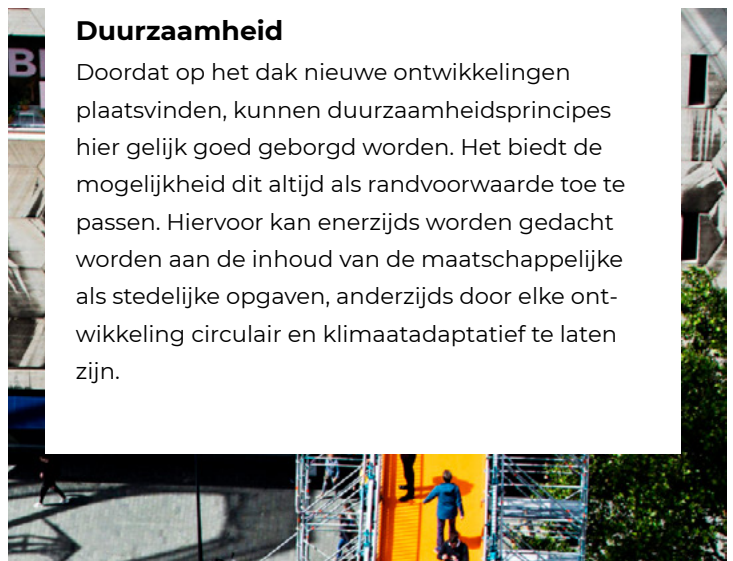 Duurzaamheid
Doordat op het dak nieuwe ontwikkelingen
plaatsvinden, kunnen duurzaamheidsprincipes
hier gelijk goed geborgd worden. Het biedt de
mogelijkheid dit altijd als randvoorwaarde toe te
passen. Hiervoor kan enerzijds worden gedacht
worden aan de inhoud van de maatschappelijke
als stedelijke opgaven, anderzijds door elke ont-
wikkeling circulair en klimaatadaptatief te laten
zijn.